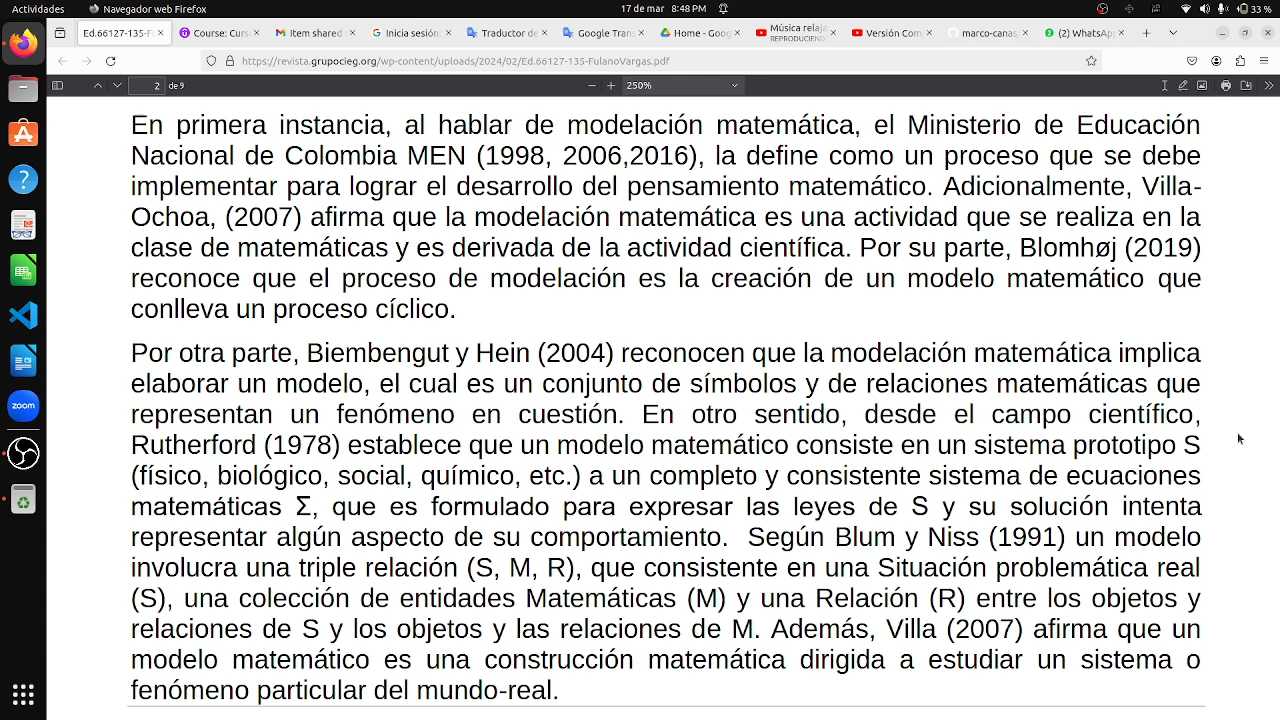 Actividades
Navegador web Firefox
17 de mar 8:48 PM
33 %
Ed.66127-135-Fu
Course: Curs
Item shared
Inicia sesión:
Traductor de
Google Trans
Home - Goog
Música relaja
REPRODUCIEND
Versión Com
marco-canas
(2) WhatsApp
https://revista.grupocieg.org/wp-content/uploads/2024/02/Ed.66127-135-FulanoVargas.pdf
2 de 9
250%
En primera instancia, al hablar de modelación matemática, el Ministerio de Educación
Nacional de Colombia MEN (1998, 2006,2016), la define como un proceso que se debe
implementar para lograr el desarrollo del pensamiento matemático. Adicionalmente, Villa-
Ochoa, (2007) afirma que la modelación matemática es una actividad que se realiza en la
clase de matemáticas y es derivada de la actividad científica. Por su parte, Blomhøj (2019)
reconoce que el proceso de modelación es la creación de un modelo matemático que
conlleva un proceso cíclico.
Por otra parte, Biembengut y Hein (2004) reconocen que la modelación matemática implica
elaborar un modelo, el cual es un conjunto de símbolos y de relaciones matemáticas que
representan un fenómeno en cuestión. En otro sentido, desde el campo científico,
Rutherford (1978) establece que un modelo matemático consiste en un sistema prototipo S
(físico, biológico, social, químico, etc.) a un completo y consistente sistema de ecuaciones
matemáticas Σ, que es formulado para expresar las leyes de S y su solución intenta
representar algún aspecto de su comportamiento. Según Blum y Niss (1991) un modelo
involucra una triple relación (S, M, R), que consistente en una Situación problemática real
(S), una colección de entidades Matemáticas (M) y una Relación (R) entre los objetos y
relaciones de S y los objetos y las relaciones de M. Además, Villa (2007) afirma que un
modelo matemático es una construcción matemática dirigida a estudiar un sistema o
fenómeno particular del mundo-real.
zoom